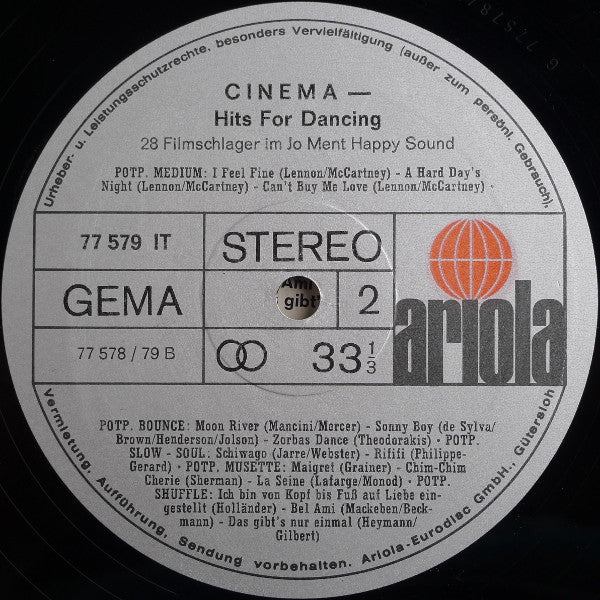 Urheber- u. Leistungsschutzrechte, besonders Vervielfältigung (außer zum persönl. Gebrauch),
CINEMA —
Hits For Dancing
28 Filmschlager im Jo Ment Happy Sound
POTP. MEDIUM: I Feel Fine (Lennon/McCartney) - A Hard Day's
Night (Lennon/McCartney) - Can't Buy Me Love (Lennon/McCartney) •
77 579 IT
STEREO
GEMA
Ami
gibt'
2
ariola
77 578 / 79 B
33 1/3
POTP. BOUNCE: Moon River (Mancini/Mercer) - Sonny Boy (de Sylva/
Brown/Henderson/Jolson) - Zorbas Dance (Theodorakis) • POTP.
SLOW - SOUL: Schiwago (Jarre/Webster) - Rififi (Philippe-
Gerard) • POTP. MUSETTE: Maigret (Grainer) - Chim-Chim
Cherie (Sherman) - La Seine (Lafarge/Monod) • POTP.
SHUFFLE: Ich bin von Kopf bis Fuß auf Liebe ein-
gestellt (Holländer) - Bel Ami (Mackeben/Beck-
mann) - Das gibt's nur einmal (Heymann/
Gilbert)
Vermietung, Aufführung, Sendung vorbehalten. Ariola-Eurodisc GmbH., Gütersloh